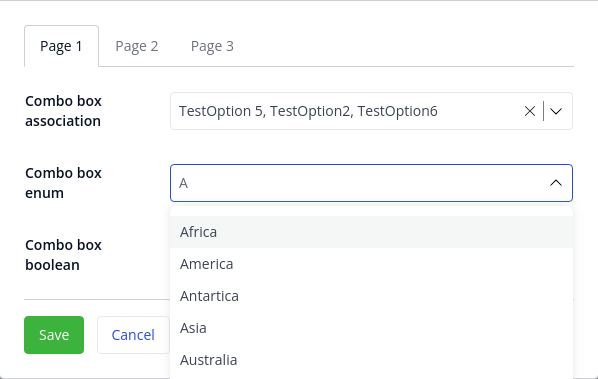 Page 1 Page 2 Page 3
Combo box
association
TestOption 5, TestOption2, TestOption6
Combo box
enum
A
Africa
America
Antartica
Asia
Australia
Combo box
boolean
Save Cancel